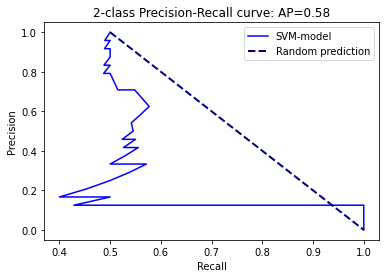 2-class Precision-Recall curve: AP=0.58
SVM-model
Random prediction
Precision
1.0
0.8
0.6
0.4
0.2
0.0
0.4 0.5 0.6 0.7 0.8 0.9 1.0
Recall